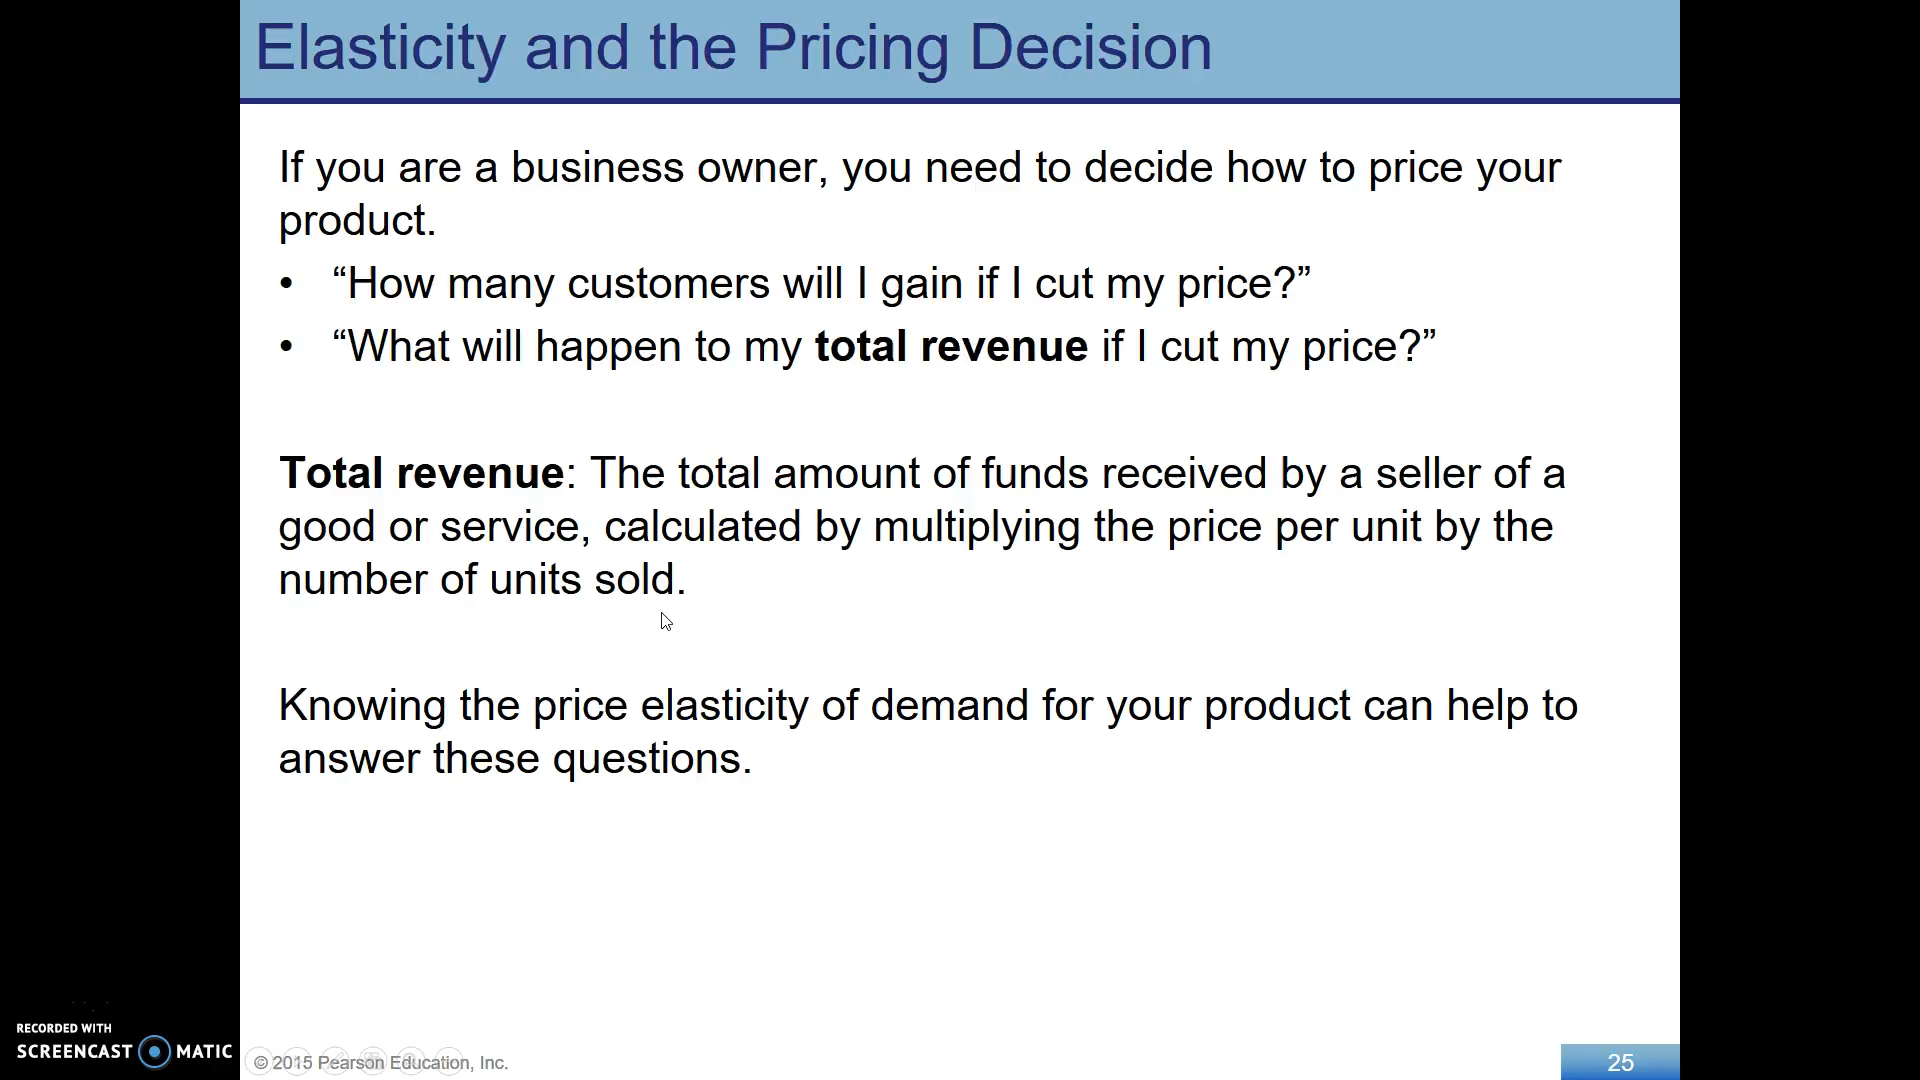 Elasticity and the Pricing Decision
If you are a business owner, you need to decide how to price your
product.
• “How many customers will I gain if I cut my price?”
• “What will happen to my total revenue if I cut my price?”
Total revenue: The total amount of funds received by a seller of a
good or service, calculated by multiplying the price per unit by the
number of units sold.
Knowing the price elasticity of demand for your product can help to
answer these questions.
RECORDED WITH
SCREENCAST MATIC
© 2015 Pearson Education, Inc.
25